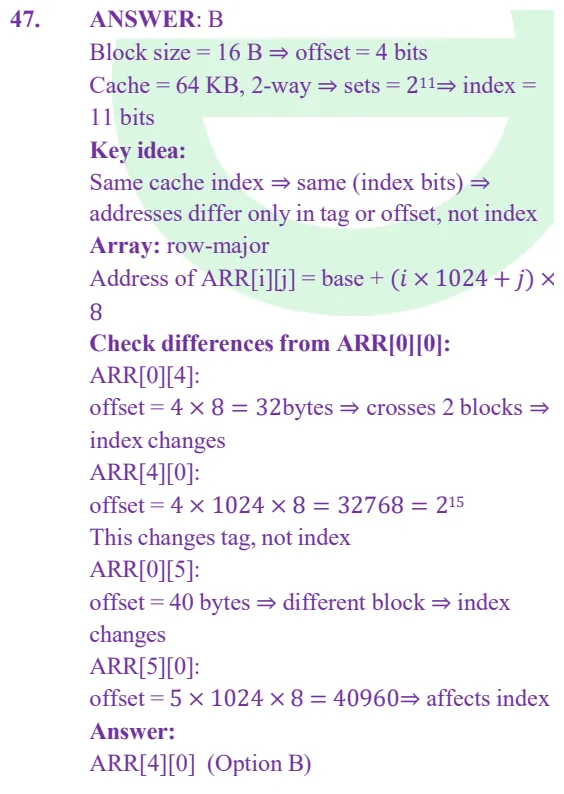 47. ANSWER: B
Block size = 16 B ⇒ offset = 4 bits
Cache = 64 KB, 2-way ⇒ sets = 2¹¹⇒ index =
11 bits
Key idea:
Same cache index ⇒ same (index bits) ⇒
addresses differ only in tag or offset, not index
Array: row-major
Address of ARR[i][j] = base + (𝑖 × 1024 + 𝑗) ×
8
Check differences from ARR[0][0]:
ARR[0][4]:
offset = 4 × 8 = 32bytes ⇒ crosses 2 blocks ⇒
index changes
ARR[4][0]:
offset = 4 × 1024 × 8 = 32768 = 2¹⁵
This changes tag, not index
ARR[0][5]:
offset = 40 bytes ⇒ different block ⇒ index
changes
ARR[5][0]:
offset = 5 × 1024 × 8 = 40960⇒ affects index
Answer:
ARR[4][0] (Option B)